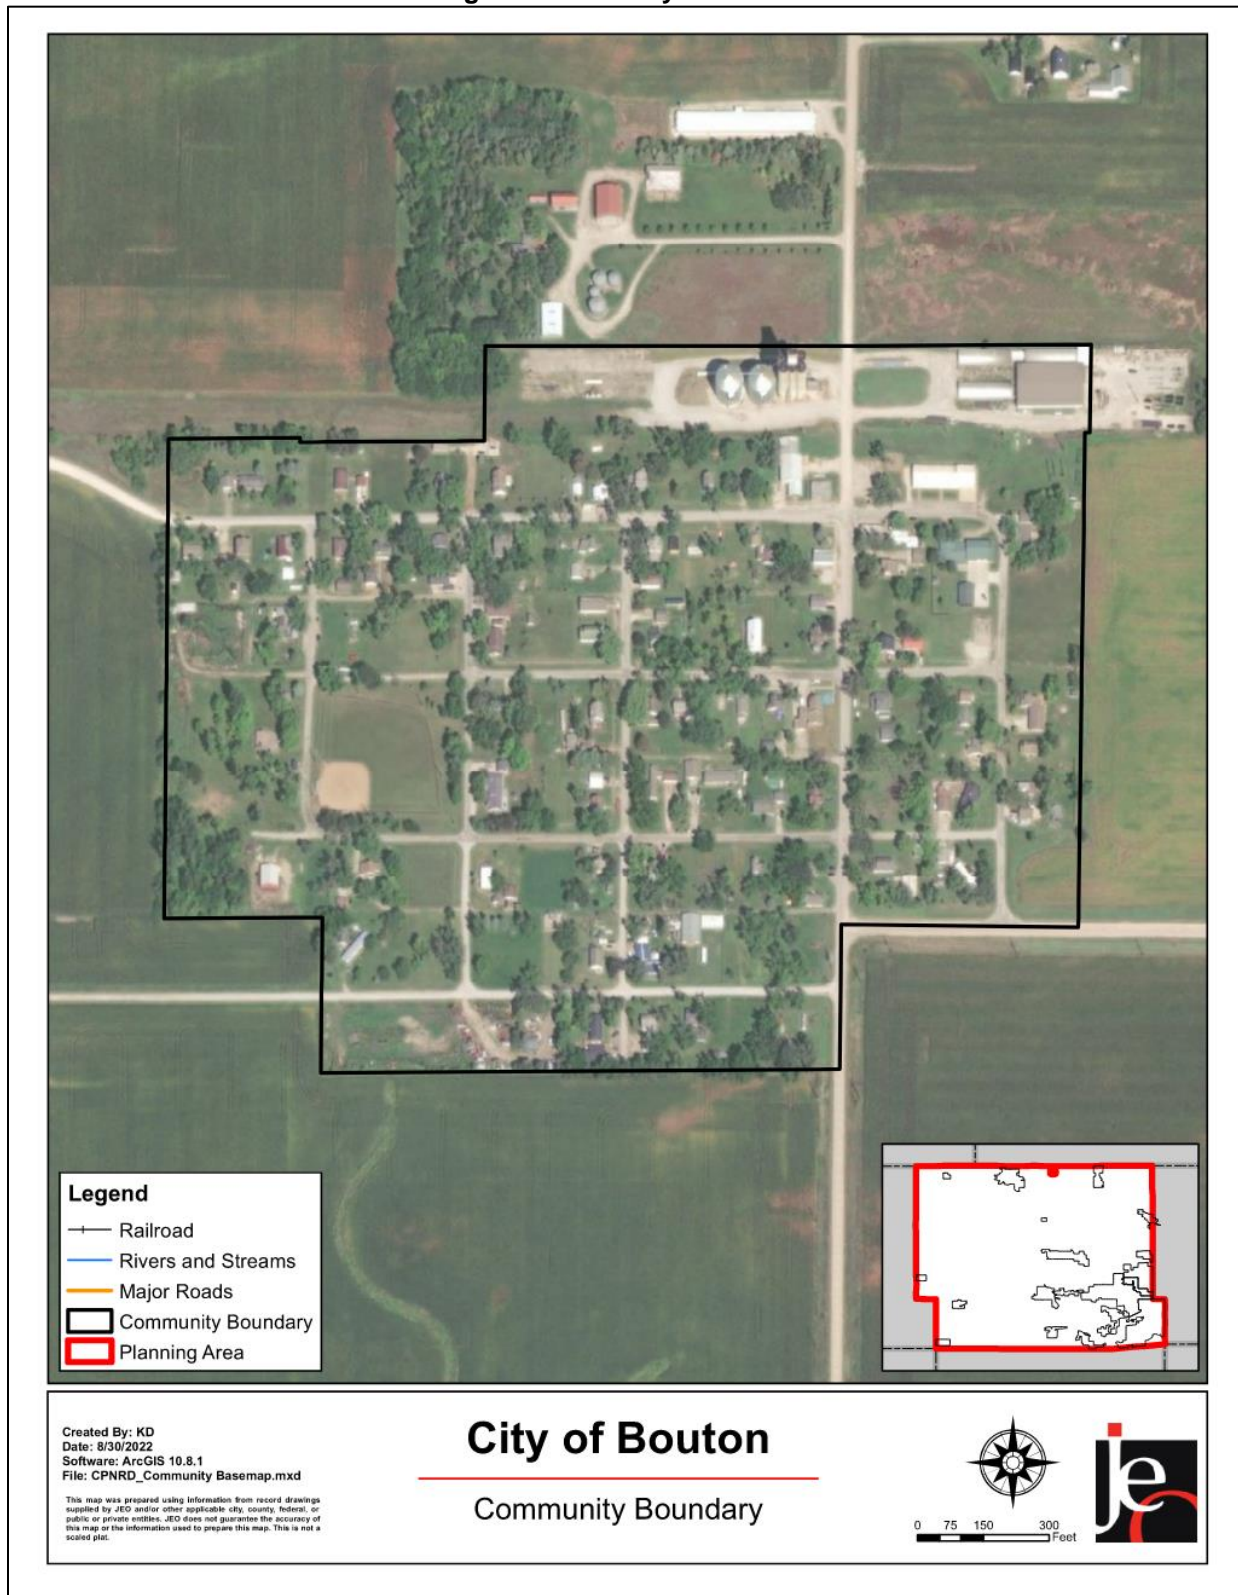 Legend
Railroad
Rivers and Streams
Major Roads
Community Boundary
Planning Area
Created By: KD
Date: 8/30/2022
Software: ArcGIS 10.8.1
File: CPNRD_Community Basemap.mxd
This map was prepared using information from record drawings
supplied by JEO and/or other applicable city, county, federal, or
public or private entities. JEO does not guarantee the accuracy of
this map or the information used to prepare this map. This is not a
scaled plat.
City of Bouton
Community Boundary
0 75 150 300
Feet
jeo